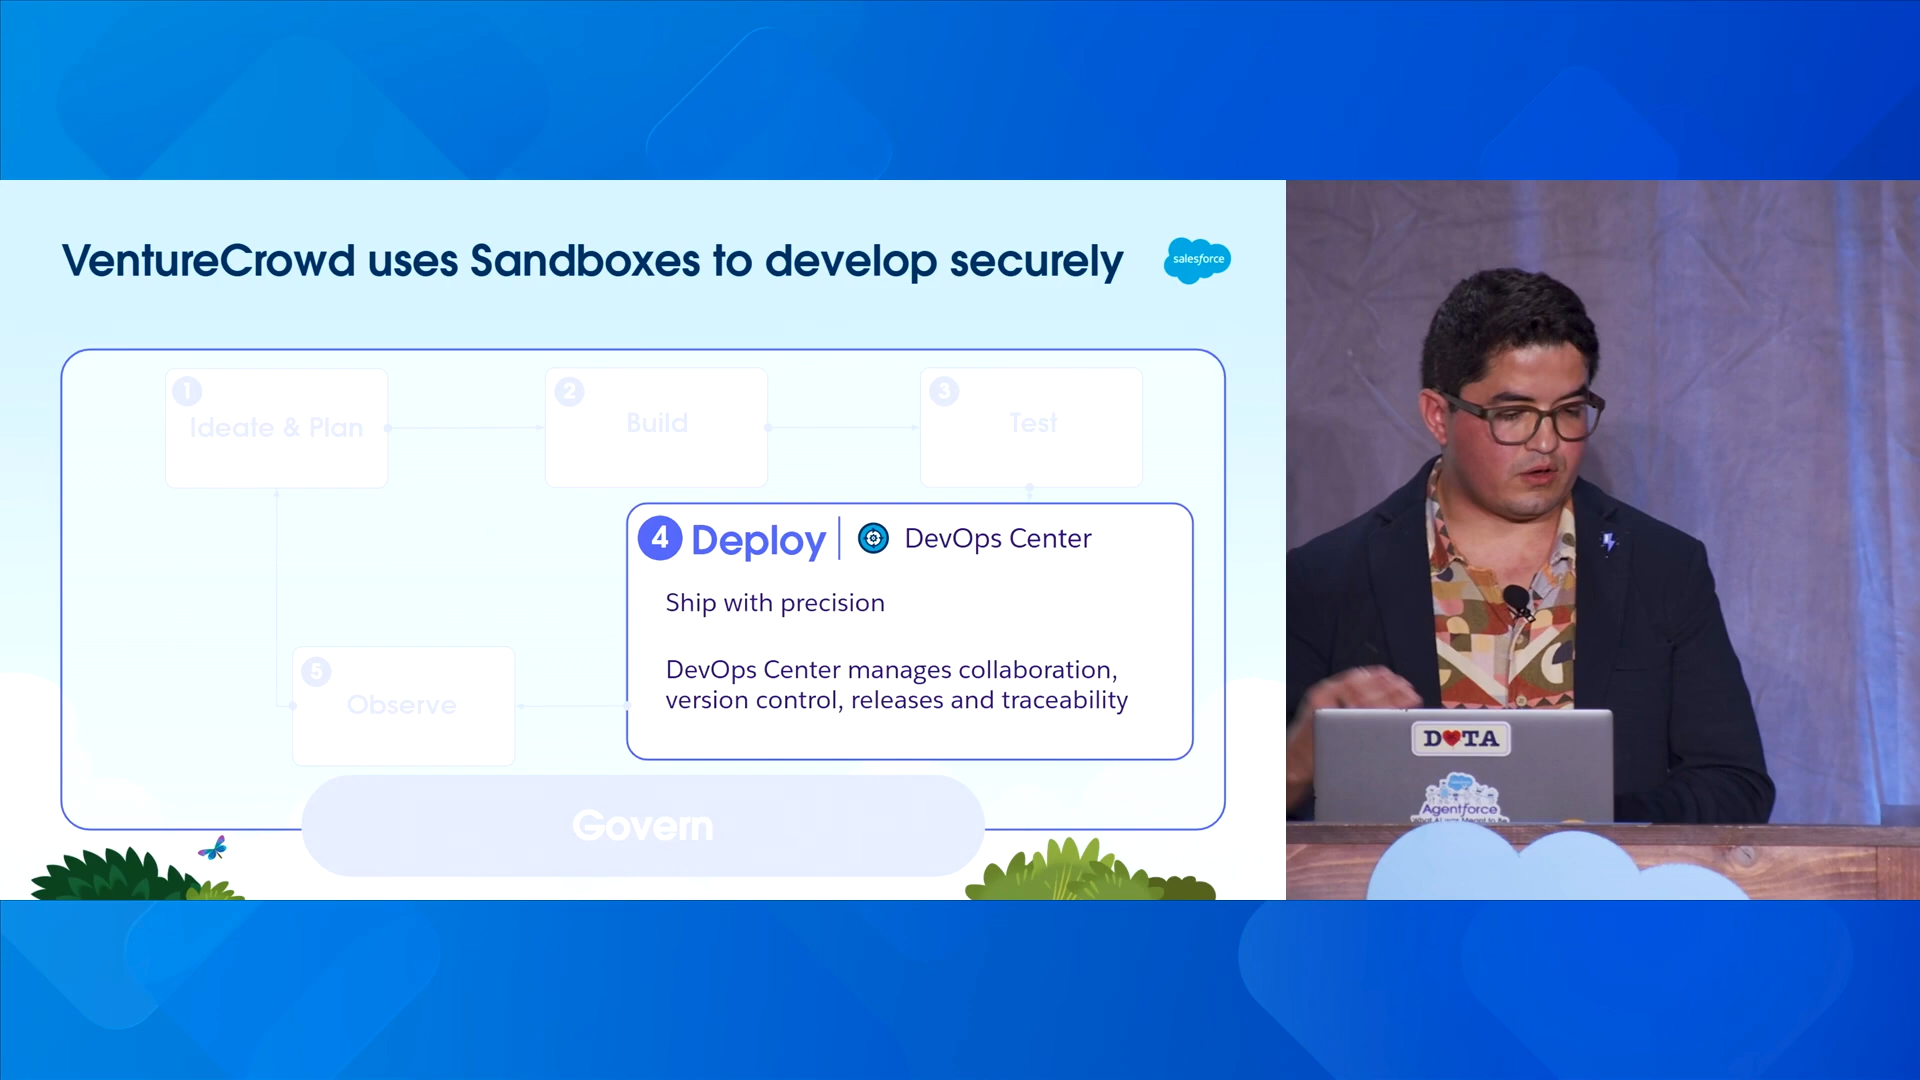 VentureCrowd uses Sandboxes to develop securely
salesforce
1
Ideate & Plan
2
Build
3
Test
4 Deploy
DevOps Center
Ship with precision
DevOps Center manages collaboration,
version control, releases and traceability
5
Observe
Govern
D TA
Agentforce